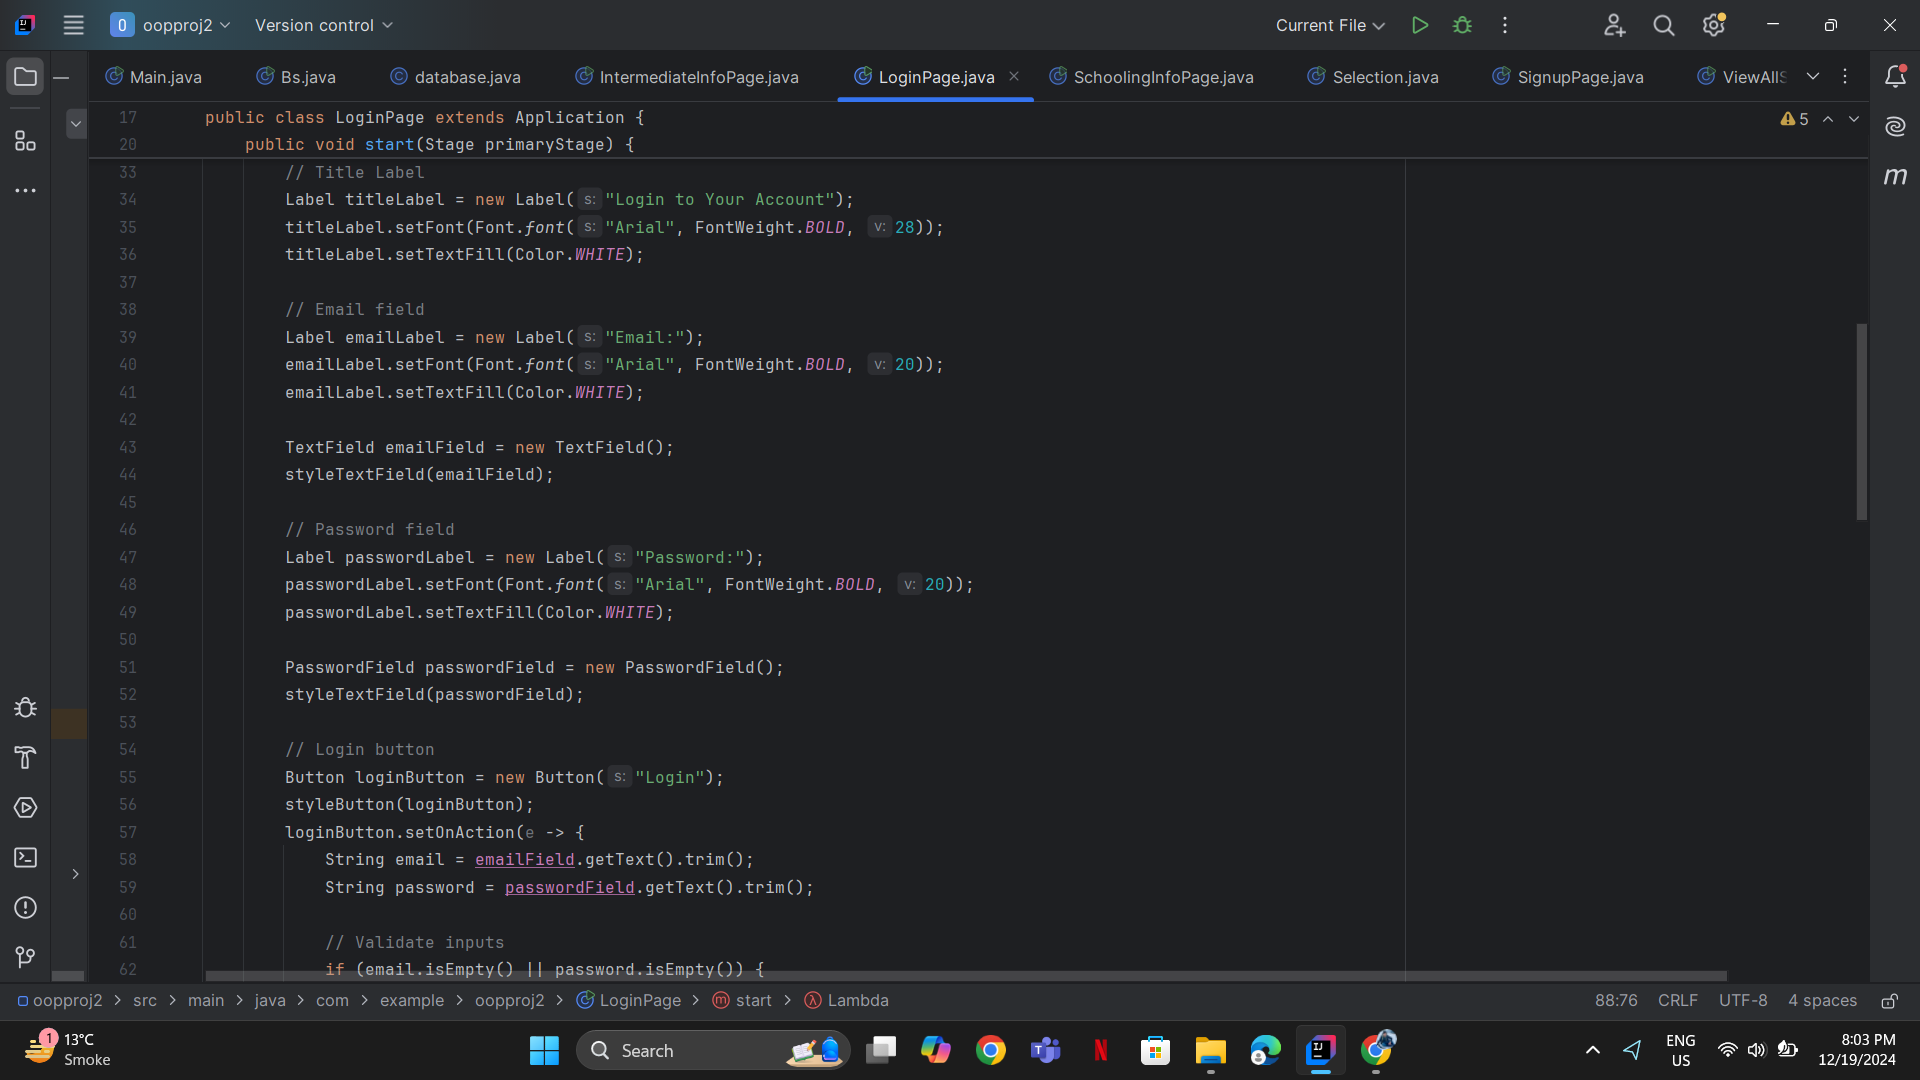 oopproj2 Version control Current File
Main.java Bs.java database.java IntermediateInfoPage.java LoginPage.java SchoolingInfoPage.java Selection.java SignupPage.java ViewAllS
17 public class LoginPage extends Application { 5
20 public void start(Stage primaryStage) {
33 // Title Label
34 Label titleLabel = new Label( s: "Login to Your Account");
35 titleLabel.setFont(Font.font( s: "Arial", FontWeight.BOLD, v: 28));
36 titleLabel.setTextFill(Color.WHITE);
37
38 // Email field
39 Label emailLabel = new Label( s: "Email:");
40 emailLabel.setFont(Font.font( s: "Arial", FontWeight.BOLD, v: 20));
41 emailLabel.setTextFill(Color.WHITE);
42
43 TextField emailField = new TextField();
44 styleTextField(emailField);
45
46 // Password field
47 Label passwordLabel = new Label( s: "Password:");
48 passwordLabel.setFont(Font.font( s: "Arial", FontWeight.BOLD, v: 20));
49 passwordLabel.setTextFill(Color.WHITE);
50
51 PasswordField passwordField = new PasswordField();
52 styleTextField(passwordField);
53
54 // Login button
55 Button loginButton = new Button( s: "Login");
56 styleButton(loginButton);
57 loginButton.setOnAction(e -> {
58 String email = emailField.getText().trim();
59 String password = passwordField.getText().trim();
60
61 // Validate inputs
62 if (email.isEmpty() || password.isEmpty()) {
oopproj2 > src > main > java > com > example > oopproj2 > LoginPage > start > Lambda 88:76 CRLF UTF-8 4 spaces
1 13°C
Smoke
Search
ENG
US
8:03 PM
12/19/2024